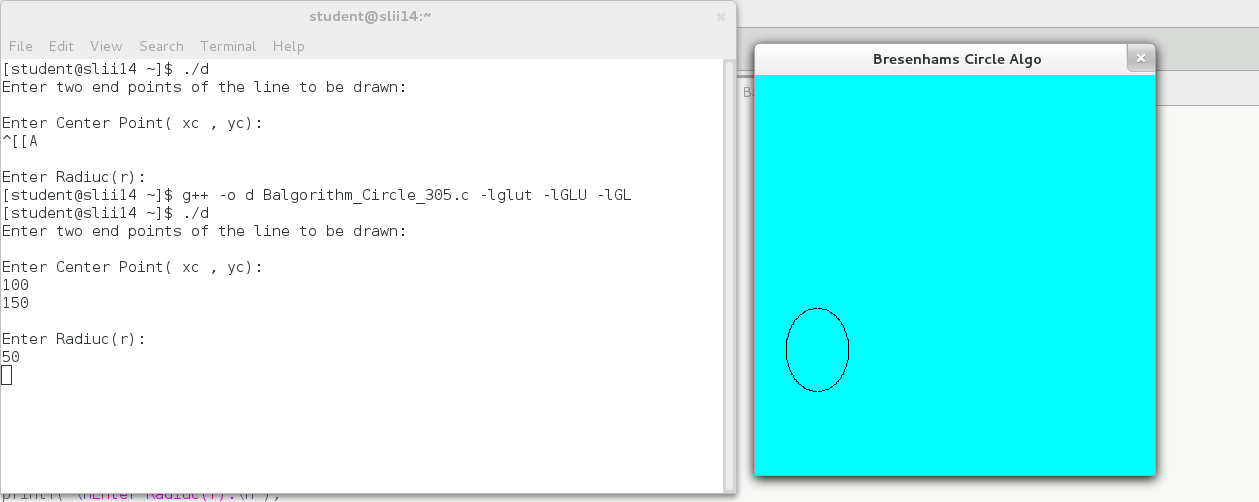 student@slii14:~
File Edit View Search Terminal Help
[student@slii14 ~]$ ./d
Enter two end points of the line to be drawn:
Enter Center Point( xc , yc):
^[[A
Enter Radiuc(r):
[student@slii14 ~]$ g++ -o d Balgorithm_Circle_305.c -lglut -lGLU -lGL
[student@slii14 ~]$ ./d
Enter two end points of the line to be drawn:
Enter Center Point( xc , yc):
100
150
Enter Radiuc(r):
50
Bresenhams Circle Algo